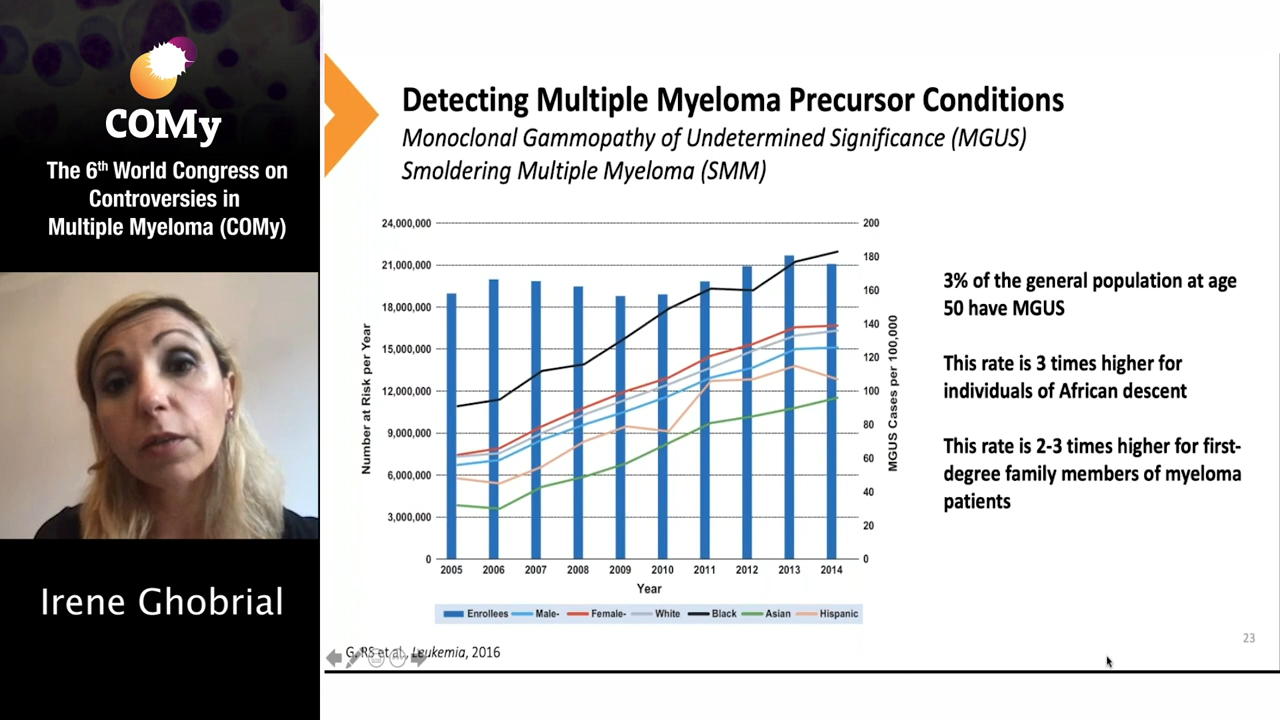 COMy
The 6th World Congress on
Controversies in
Multiple Myeloma (COMy)
Irene Ghobrial
Detecting Multiple Myeloma Precursor Conditions
Monoclonal Gammopathy of Undetermined Significance (MGUS)
Smoldering Multiple Myeloma (SMM)
24,000,000
21,000,000
18,000,000
15,000,000
12,000,000
9,000,000
6,000,000
3,000,000
0
Number at Risk per Year
200
180
160
140
120
100
80
60
40
20
0
MGUS Cases per 100,000
2005 2006 2007 2008 2009 2010 2011 2012 2013 2014
Year
Enrollees Male- Female- White Black Asian Hispanic
3% of the general population at age
50 have MGUS
This rate is 3 times higher for
individuals of African descent
This rate is 2-3 times higher for first-
degree family members of myeloma
patients
et al., Leukemia, 2016
23